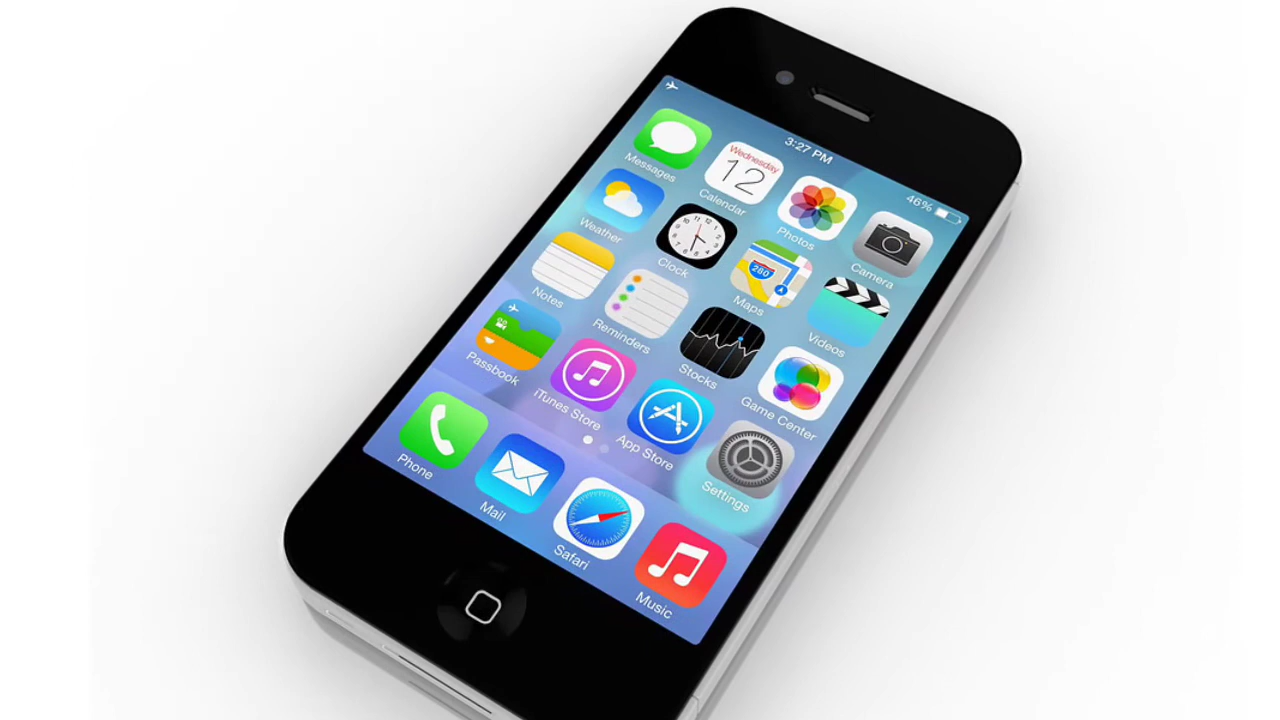 3:27 PM
46%
Messages
Wednesday
12
Calendar
Photos
Camera
Weather
Clock
280
Maps
Videos
Notes
Reminders
Stocks
Game Center
Passbook
iTunes Store
App Store
Settings
Phone
Mail
Safari
Music